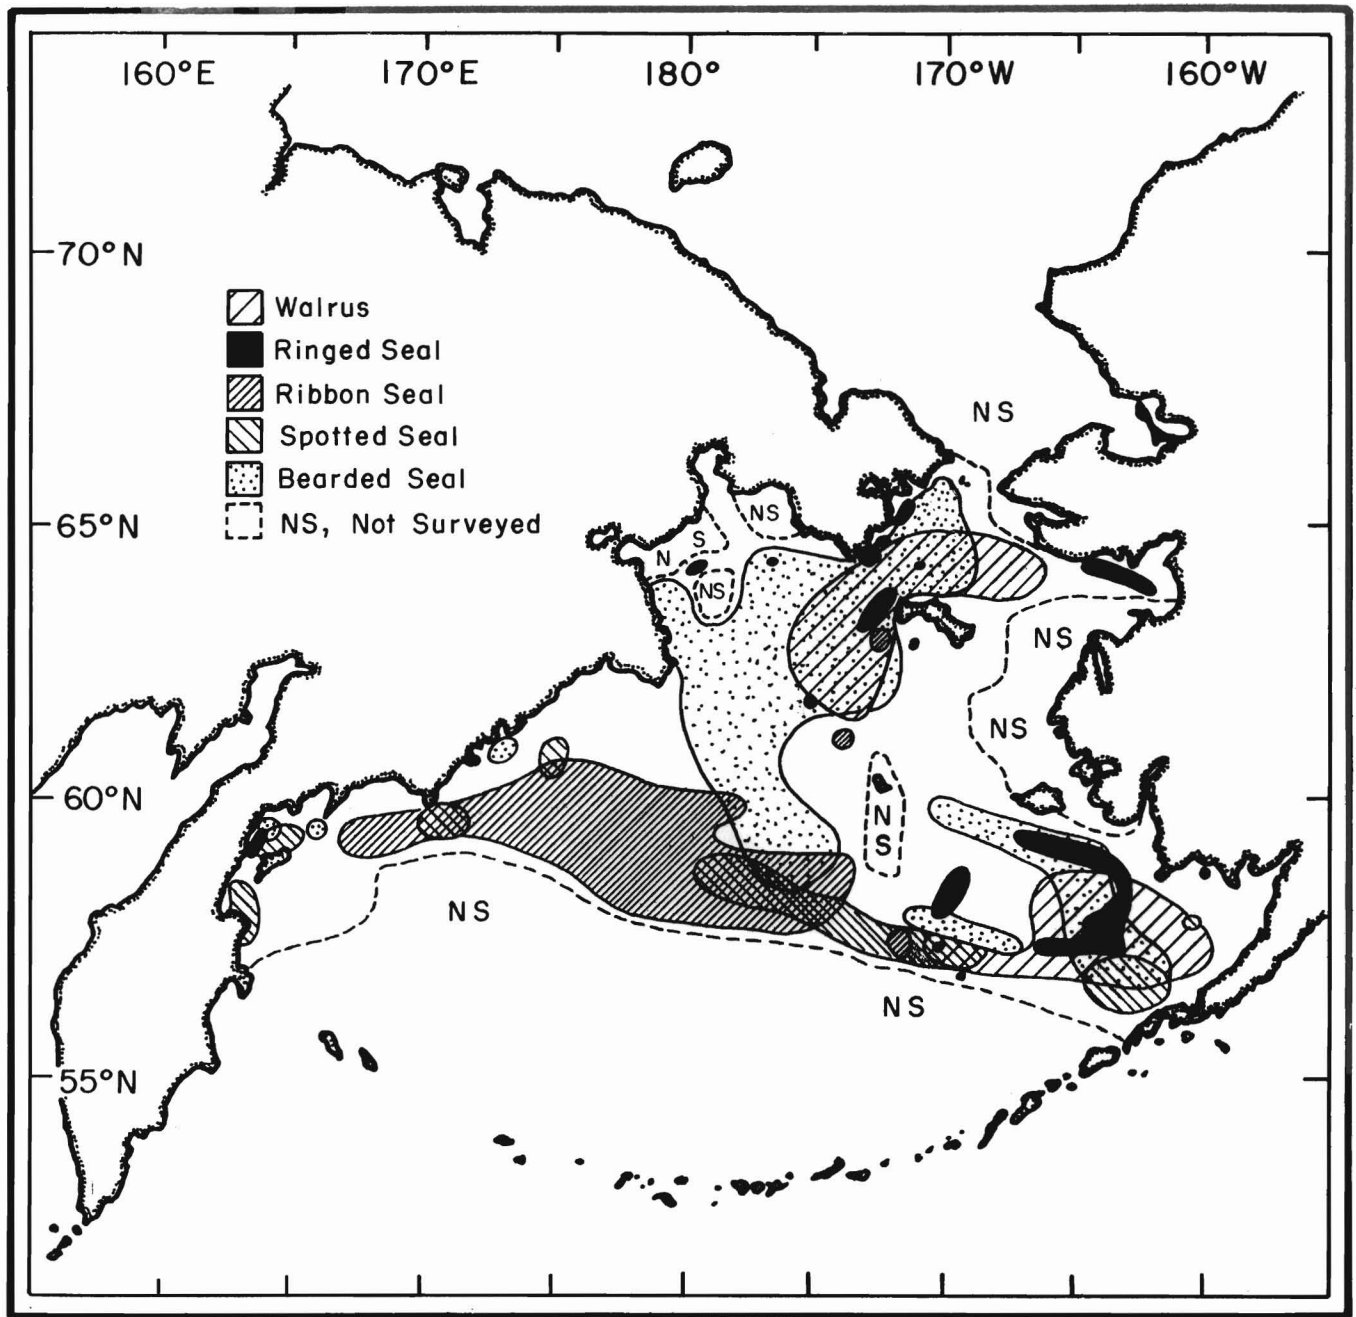 160°E 170°E 180° 170°W 160°W
70°N
Walrus
Ringed Seal
Ribbon Seal
Spotted Seal
Bearded Seal
NS, Not Surveyed
65°N
NS
NS
N S
NS
NS
NS
60°N
N
S
NS
NS
55°N